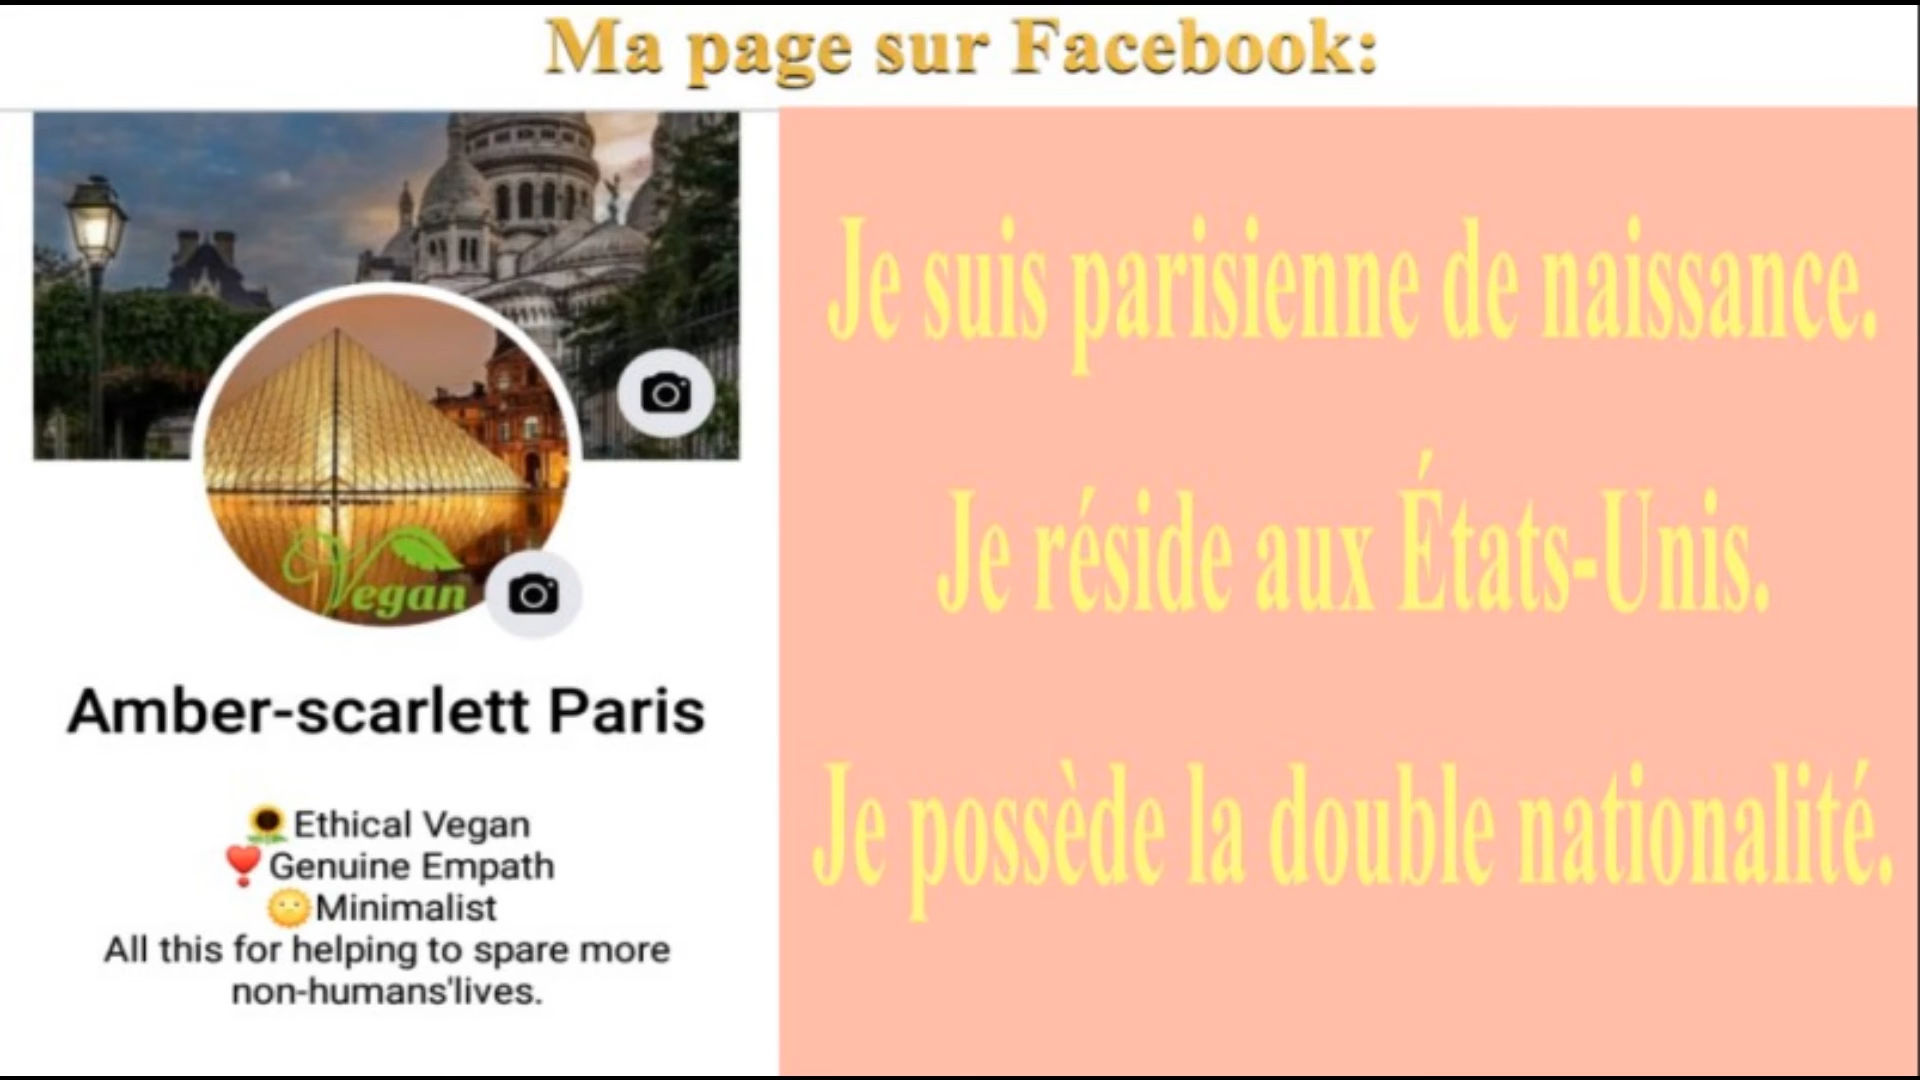 Ma page sur Facebook:
Vegan
Amber-scarlett Paris
🌻Ethical Vegan
❣️Genuine Empath
🌝Minimalist
All this for helping to spare more
non-humans'lives.
Je suis parisienne de naissance.
Je réside aux États-Unis.
Je possède la double nationalité.